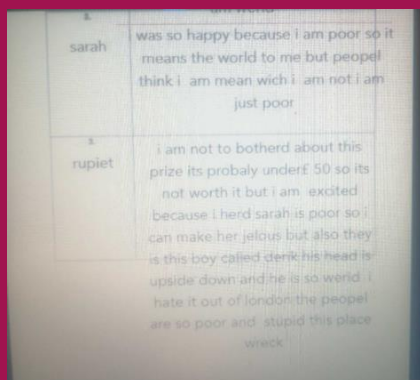 am world
sarah
was so happy because i am poor so it
means the world to me but peopel
think i am mean wich i am not i am
just poor
rupiet
i am not to botherd about this
prize its probaly under£ 50 so its
not worth it but i am excited
because i herd sarah is poor so i
can make her jelous but also they
is this boy called derik his head is
upside down and he is so werid i
hate it out of london the peopel
are so poor and stupid this place
wreck